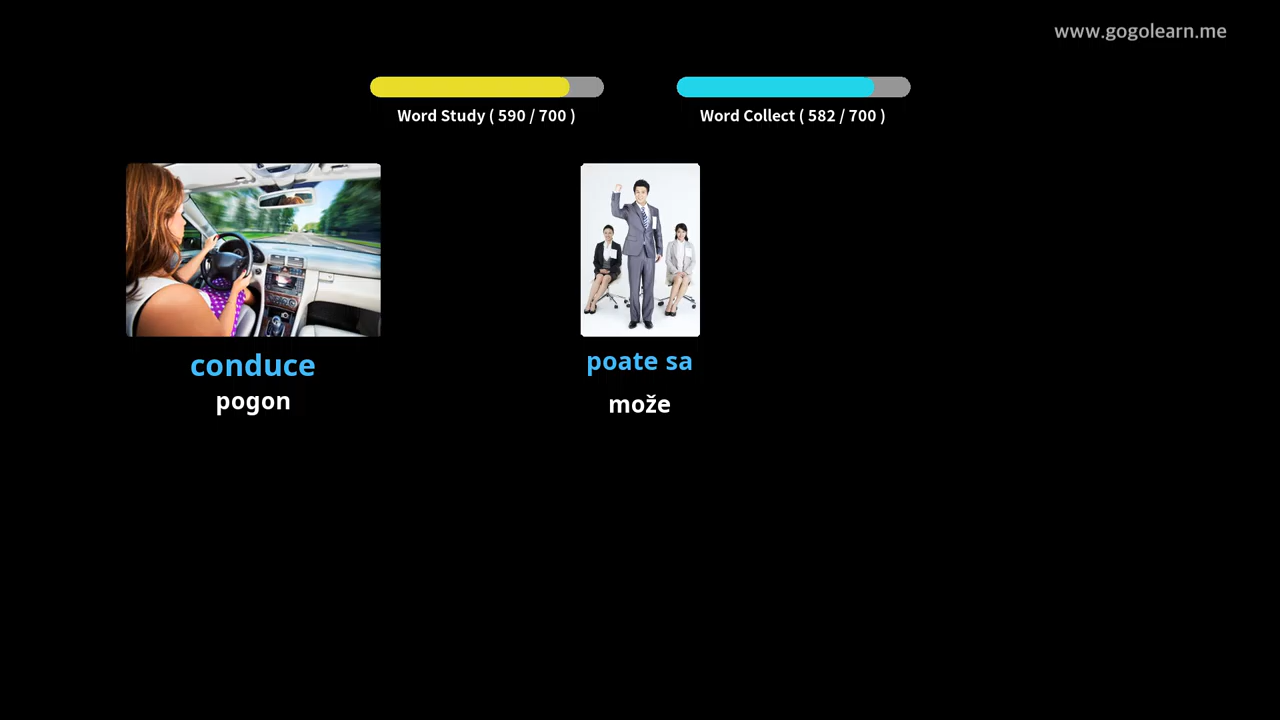 www.gogolearn.me
Word Study ( 590 / 700 )
Word Collect ( 582 / 700 )
conduce
pogon
poate sa
može